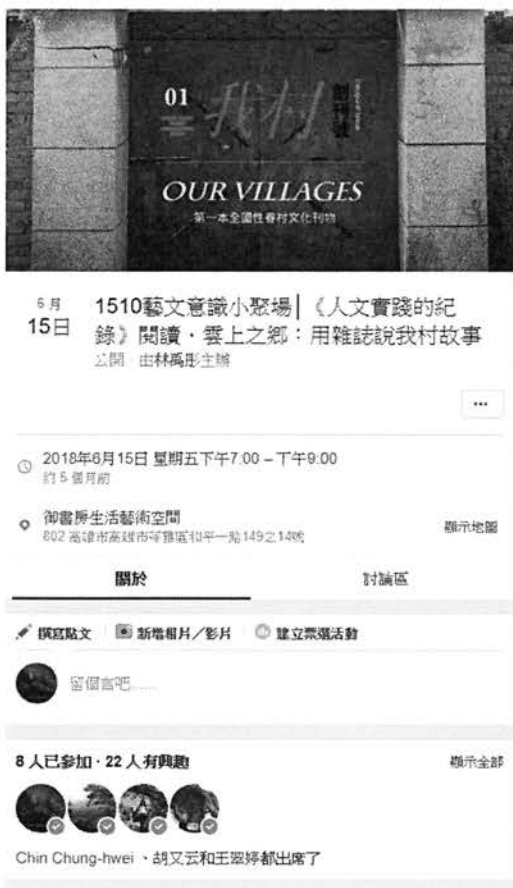 01
我村
創刊號
OUR VILLAGES
第一本全國性眷村文化刊物
6月
15日
1510藝文意識小聚場│《人文實踐的紀
錄》閱讀‧雲上之鄉：用雜誌說我村故事
公開‧由林禹彤主辦
2018年6月15日 星期五下午7:00 – 下午9:00
約 5 個月前
御書房生活藝術空間
802 高雄市高雄市苓雅區和平一路149之14號
顯示地圖
關於
討論區
撰寫貼文
新增相片／影片
建立票選活動
留個言吧......
8 人已參加‧22 人有興趣
顯示全部
Chin Chung-hwei、胡又云和王翠婷都出席了